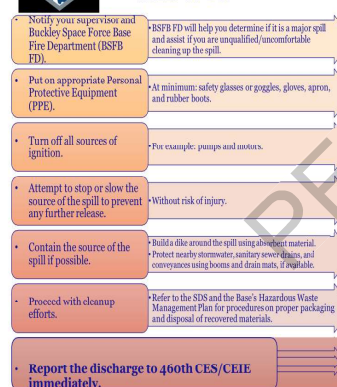 • Notify your supervisor and
Buckley Space Force Base
Fire Department (BSFB
FD).
• BSFB FD will help you determine if it is a major spill
and assist if you are unqualified/uncomfortable
cleaning up the spill.
• Put on appropriate Personal
Protective Equipment
(PPE).
• At minimum: safety glasses or goggles, gloves, apron,
and rubber boots.
• Turn off all sources of
ignition.
• For example: pumps and motors.
• Attempt to stop or slow the
source of the spill to prevent
any further release.
• Without risk of injury.
• Contain the source of the
spill if possible.
• Build a dike around the spill using absorbent material.
• Protect nearby stormwater, sanitary sewer drains, and
conveyances using booms and drain mats, if available.
• Proceed with cleanup
efforts.
• Refer to the SDS and the Base's Hazardous Waste
Management Plan for procedures on proper packaging
and disposal of recovered materials.
• Report the discharge to 460th CES/CEIE
immediately.